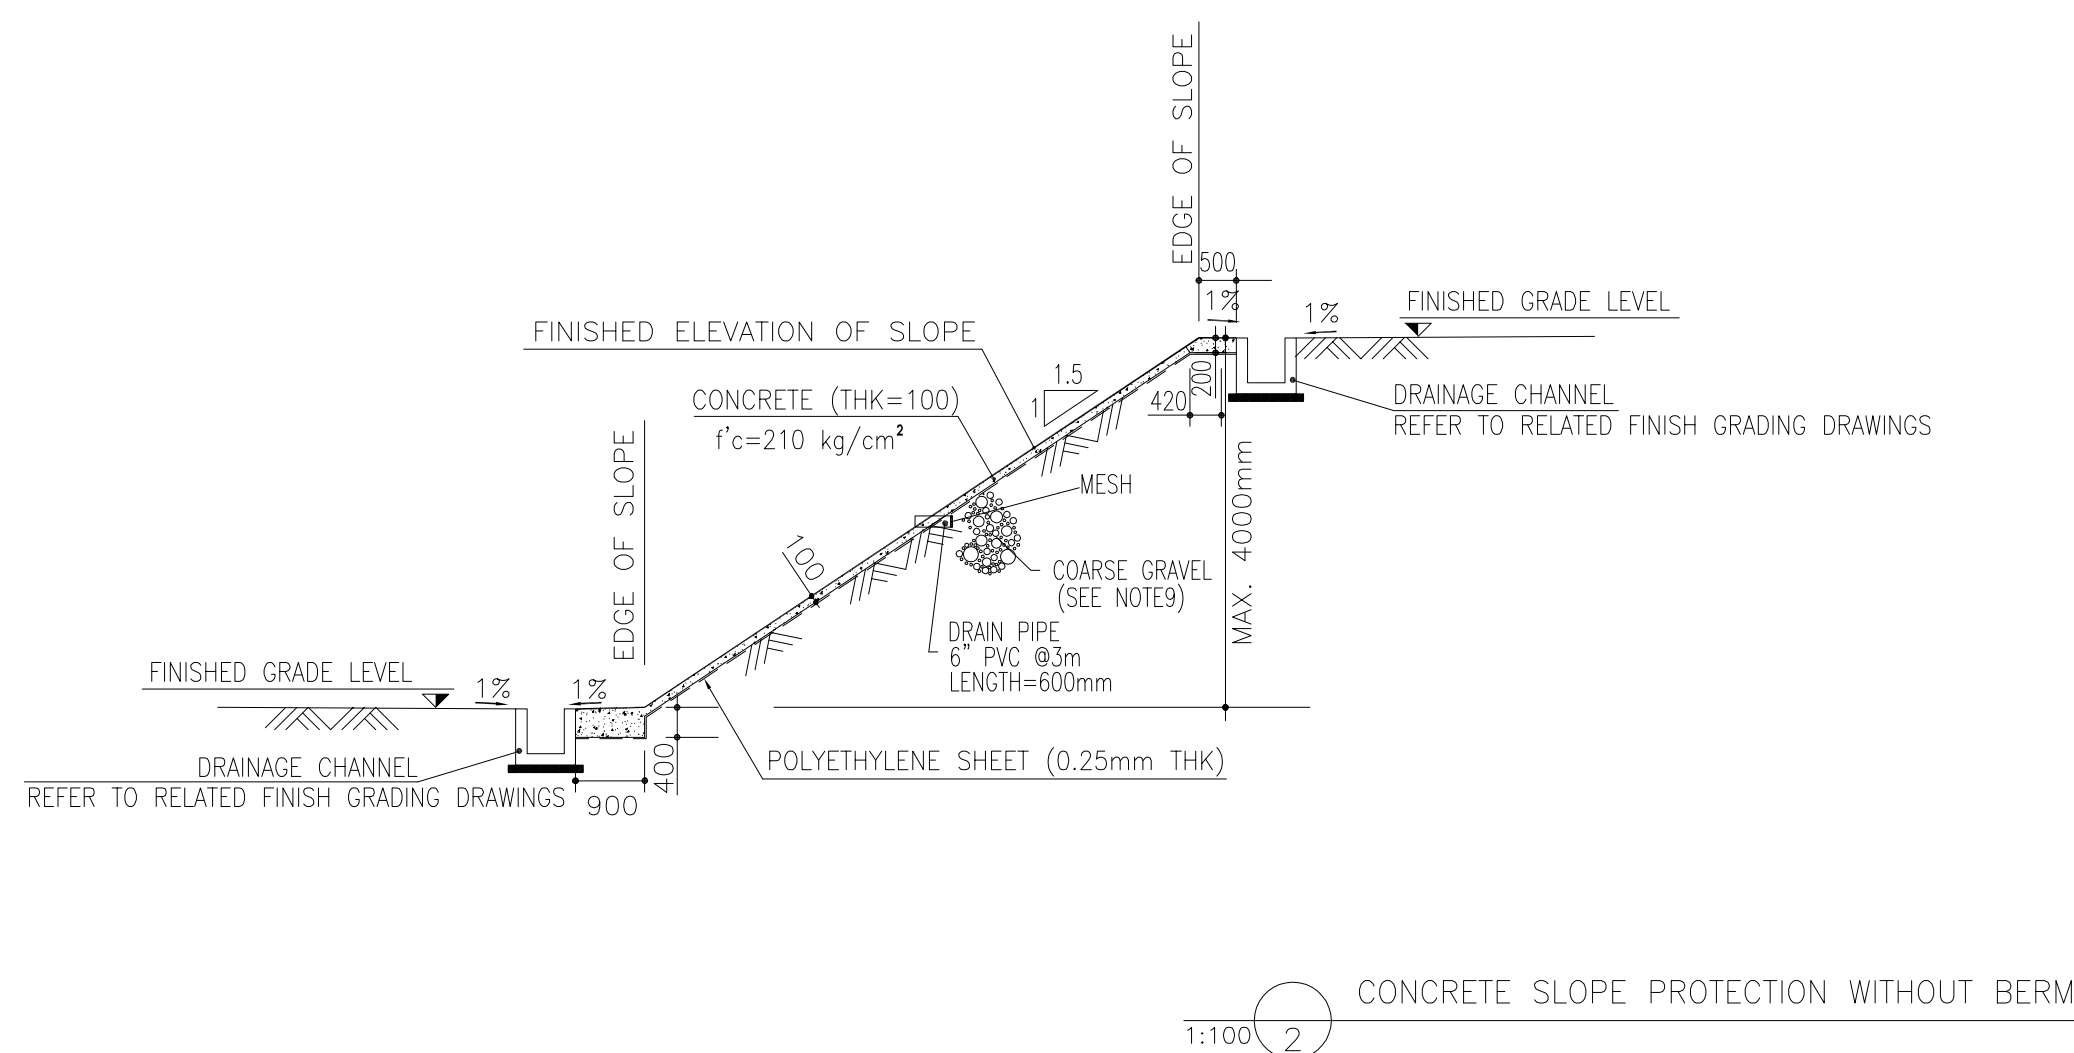 EDGE OF SLOPE
500
1%
FINISHED GRADE LEVEL
1%
FINISHED ELEVATION OF SLOPE
1.5
1
200
420
CONCRETE (THK=100)
f'c=210 kg/cm²
DRAINAGE CHANNEL
REFER TO RELATED FINISH GRADING DRAWINGS
EDGE OF SLOPE
MESH
MAX. 4000mm
100
COARSE GRAVEL
(SEE NOTE9)
DRAIN PIPE
6" PVC @3m
LENGTH=600mm
FINISHED GRADE LEVEL
1%
1%
POLYETHYLENE SHEET (0.25mm THK)
400
DRAINAGE CHANNEL
REFER TO RELATED FINISH GRADING DRAWINGS
900
CONCRETE SLOPE PROTECTION WITHOUT BERM
1:100
2